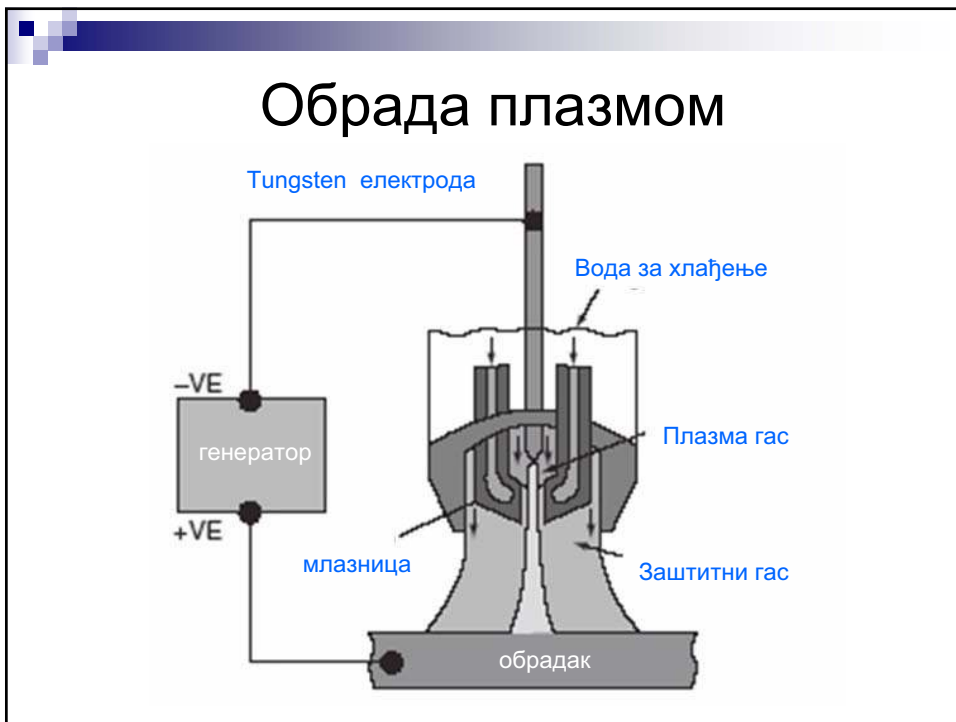 Обрада плазмом
Tungsten електрода
Вода за хлађење
–VE
генератор
Плазма гас
+VE
млазница
Заштитни гас
обрадак